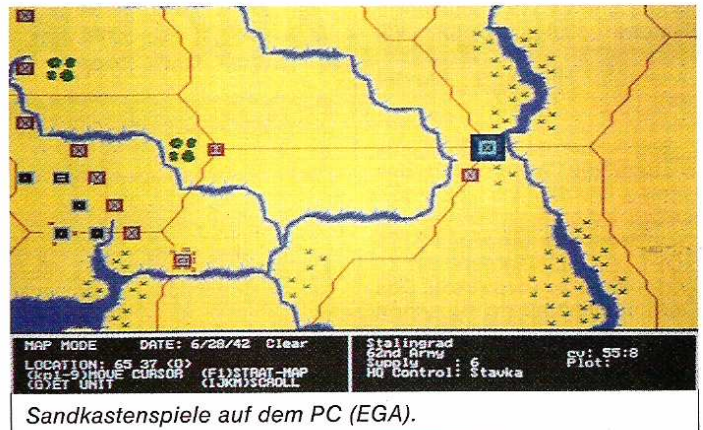 MAP MODE DATE: 6/28/42 Clear
LOCATION: 65 37 (0)
(kp1-9)MOVE CURSOR (F1)STRAT-MAP
(G)ET UNIT (IJKM)SCROLL
Stalingrad
62nd Army cv: 55:8
Supply : 6 Plot:
HQ Control: Stavka
Sandkastenspiele auf dem PC (EGA).